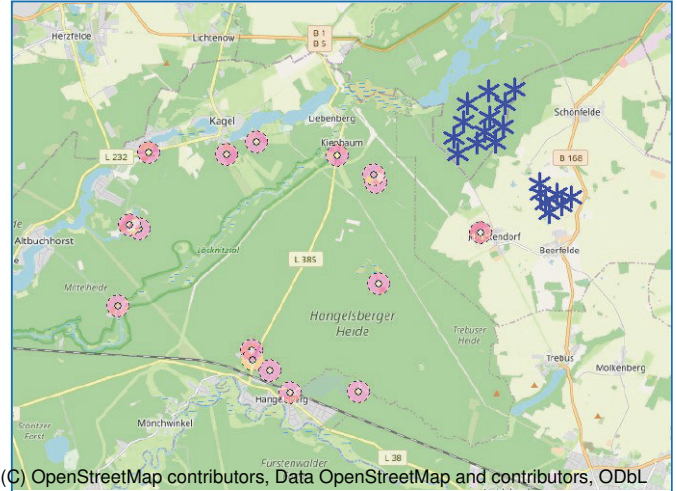 Herzfelde
Lichtenow
B 1
B 5
Kagel
Liebenberg
Schönfelde
L 232
Kienbaum
B 168
Altbuchhorst
Löcknitztal
Beerfelde
L 385
Mittelheide
Hangelsberger
Heide
Trebuser
Heide
Trebus
Molkenberg
Mönchwinkel
Forst
L 38
Fürstenwalder
(C) OpenStreetMap contributors, Data OpenStreetMap and contributors, ODbL